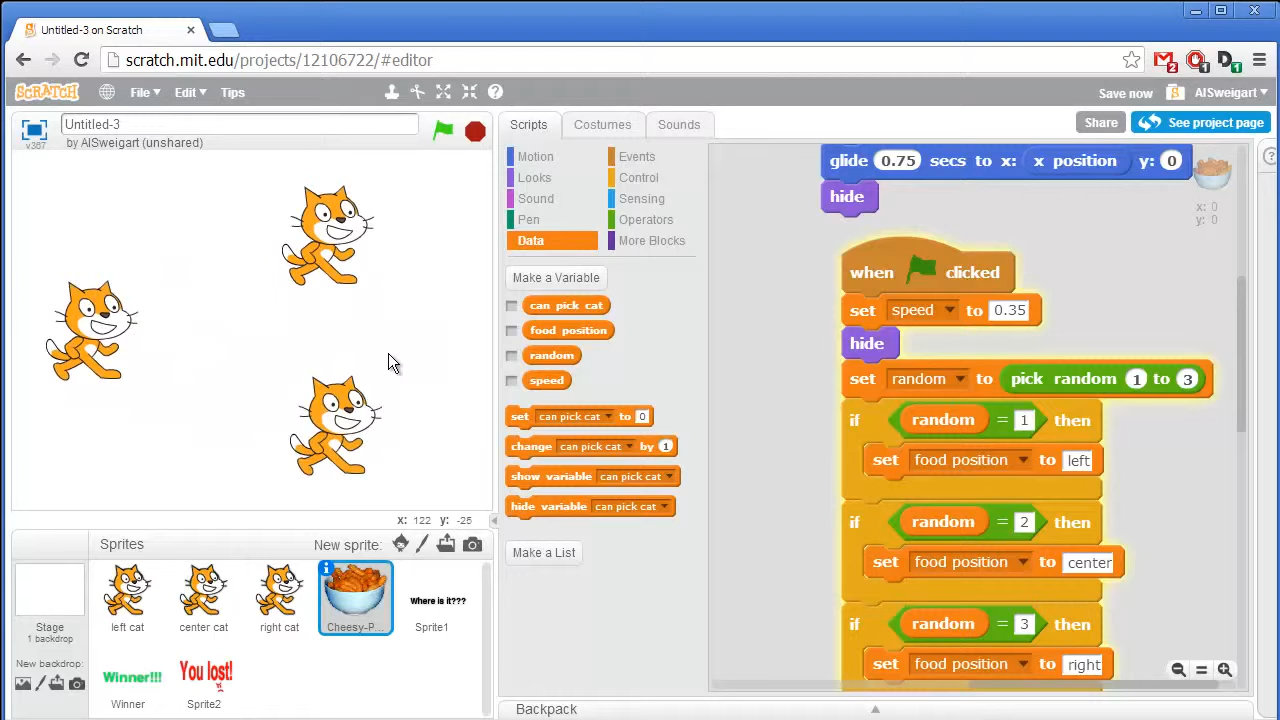 Untitled-3 on Scratch
scratch.mit.edu/projects/12106722/#editor
2 1 1
SCRATCH File Edit Tips Save now AlSweigart
Untitled-3
by AlSweigart (unshared)
v387
Scripts Costumes Sounds
Share See project page
Motion Events
Looks Control
Sound Sensing
Pen Operators
Data More Blocks
Make a Variable
can pick cat
food position
random
speed
set can pick cat to 0
change can pick cat by 1
show variable can pick cat
hide variable can pick cat
Make a List
glide 0.75 secs to x: x position y: 0
hide
x: 0
y: 0
when clicked
set speed to 0.35
hide
set random to pick random 1 to 3
if random = 1 then
set food position to left
if random = 2 then
set food position to center
if random = 3 then
set food position to right
x: 122 y: -25
Sprites New sprite:
Stage
1 backdrop
New backdrop:
left cat
center cat
right cat
Cheesy-P...
Where is it???
Sprite1
Winner!!!
Winner
You lost!
Sprite2
Backpack